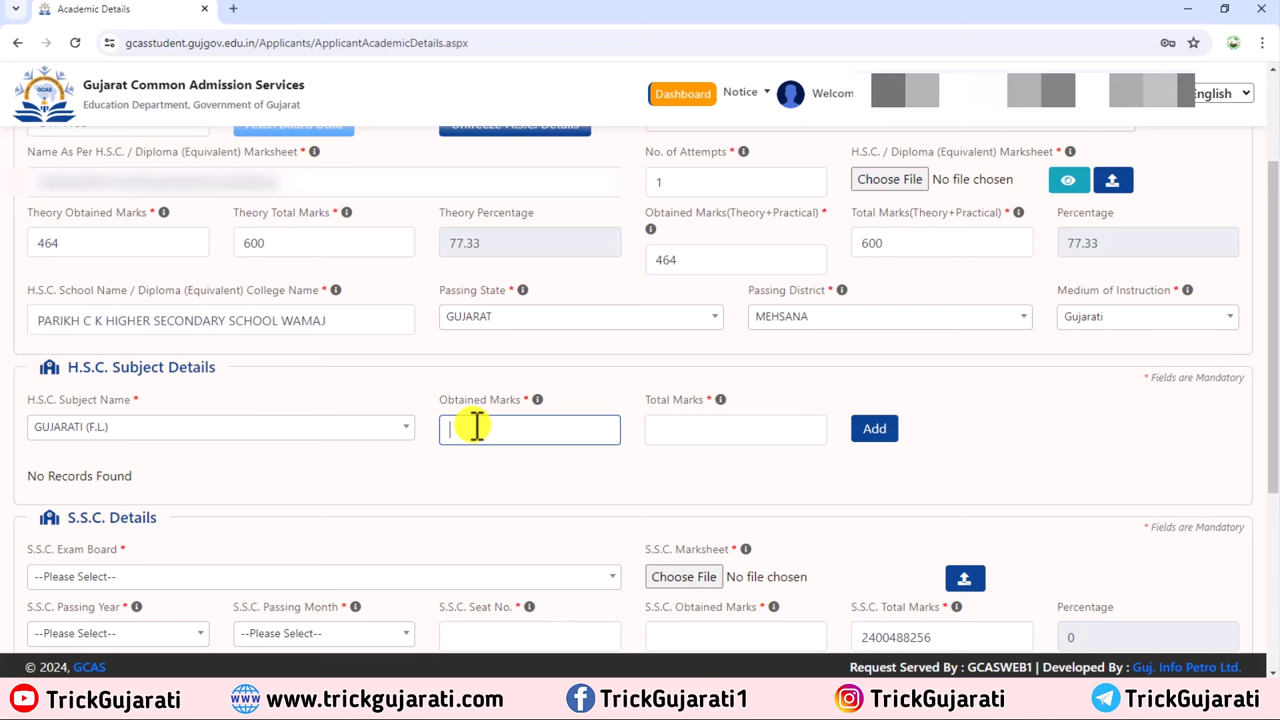 Academic Details
gcasstudent.gujgov.edu.in/Applicants/ApplicantAcademicDetails.aspx
Gujarat Common Admission Services
Education Department, Government of Gujarat
Dashboard
Notice
Welcom
English
Unfreeze H.S.C. Details
Name As Per H.S.C. / Diploma (Equivalent) Marksheet *
No. of Attempts *
H.S.C. / Diploma (Equivalent) Marksheet *
1
Choose File No file chosen
Theory Obtained Marks *
Theory Total Marks *
Theory Percentage
Obtained Marks(Theory+Practical) *
Total Marks(Theory+Practical) *
Percentage
464
600
77.33
464
600
77.33
H.S.C. School Name / Diploma (Equivalent) College Name *
Passing State *
Passing District *
Medium of Instruction *
PARIKH C K HIGHER SECONDARY SCHOOL WAMAJ
GUJARAT
MEHSANA
Gujarati
H.S.C. Subject Details
* Fields are Mandatory
H.S.C. Subject Name *
Obtained Marks *
Total Marks *
GUJARATI (F.L.)
Add
No Records Found
S.S.C. Details
* Fields are Mandatory
S.S.C. Exam Board *
S.S.C. Marksheet *
--Please Select--
Choose File No file chosen
S.S.C. Passing Year *
S.S.C. Passing Month *
S.S.C. Seat No. *
S.S.C. Obtained Marks *
S.S.C. Total Marks *
Percentage
--Please Select--
--Please Select--
2400488256
0
© 2024, GCAS
Request Served By : GCASWEB1 | Developed By : Guj. Info Petro Ltd.
TrickGujarati
www.trickgujarati.com
TrickGujarati1
TrickGujarati
TrickGujarati